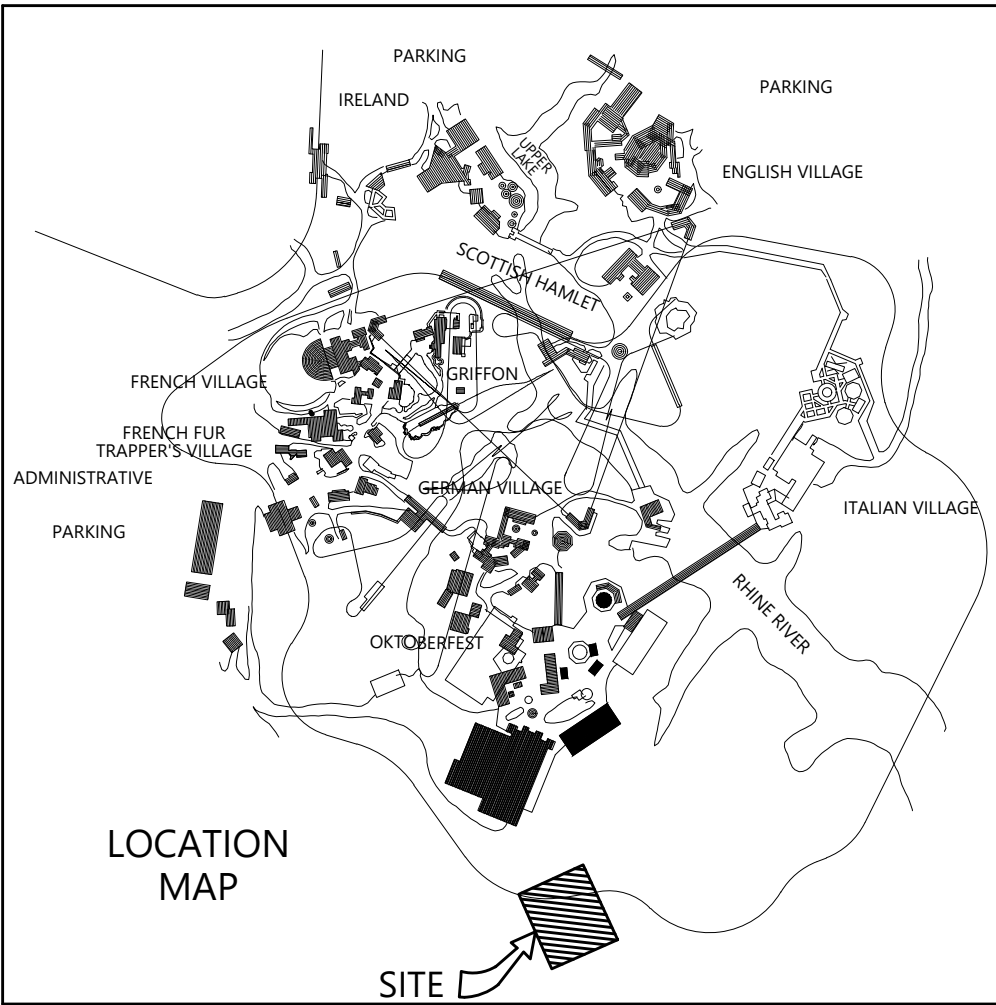 PARKING
PARKING
IRELAND
UPPER
LAKE
ENGLISH VILLAGE
SCOTTISH HAMLET
GRIFFON
FRENCH VILLAGE
FRENCH FUR
TRAPPER'S VILLAGE
ADMINISTRATIVE
PARKING
GERMAN VILLAGE
ITALIAN VILLAGE
RHINE RIVER
OKTOBERFEST
LOCATION
MAP
SITE